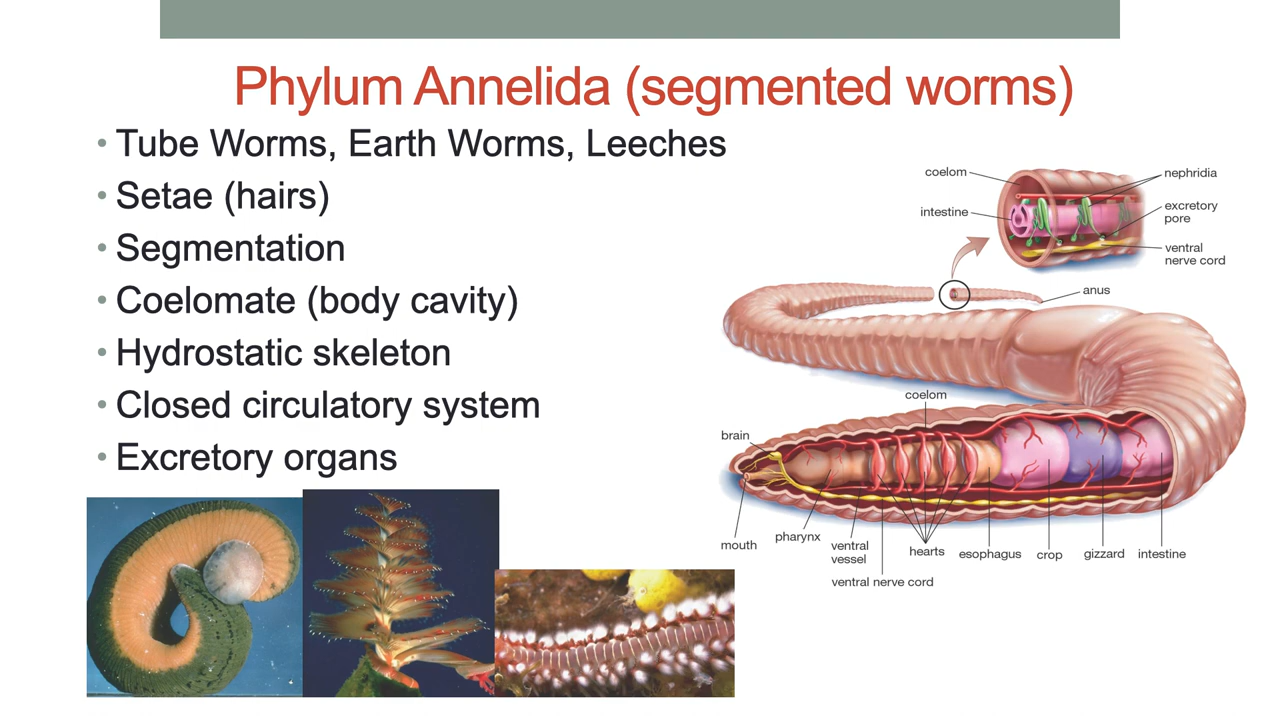 Phylum Annelida (segmented worms)
• Tube Worms, Earth Worms, Leeches
• Setae (hairs)
• Segmentation
• Coelomate (body cavity)
• Hydrostatic skeleton
• Closed circulatory system
• Excretory organs
coelom
nephridia
intestine
excretory
pore
ventral
nerve cord
anus
coelom
brain
mouth
pharynx
ventral
vessel
ventral nerve cord
hearts
esophagus
crop
gizzard
intestine